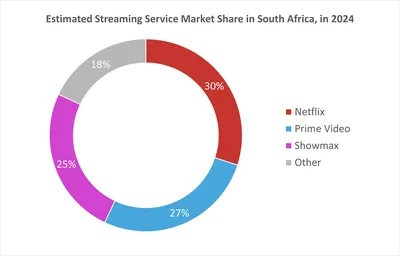 Estimated Streaming Service Market Share in South Africa, in 2024
18%
30%
25%
27%
Netflix
Prime Video
Showmax
Other